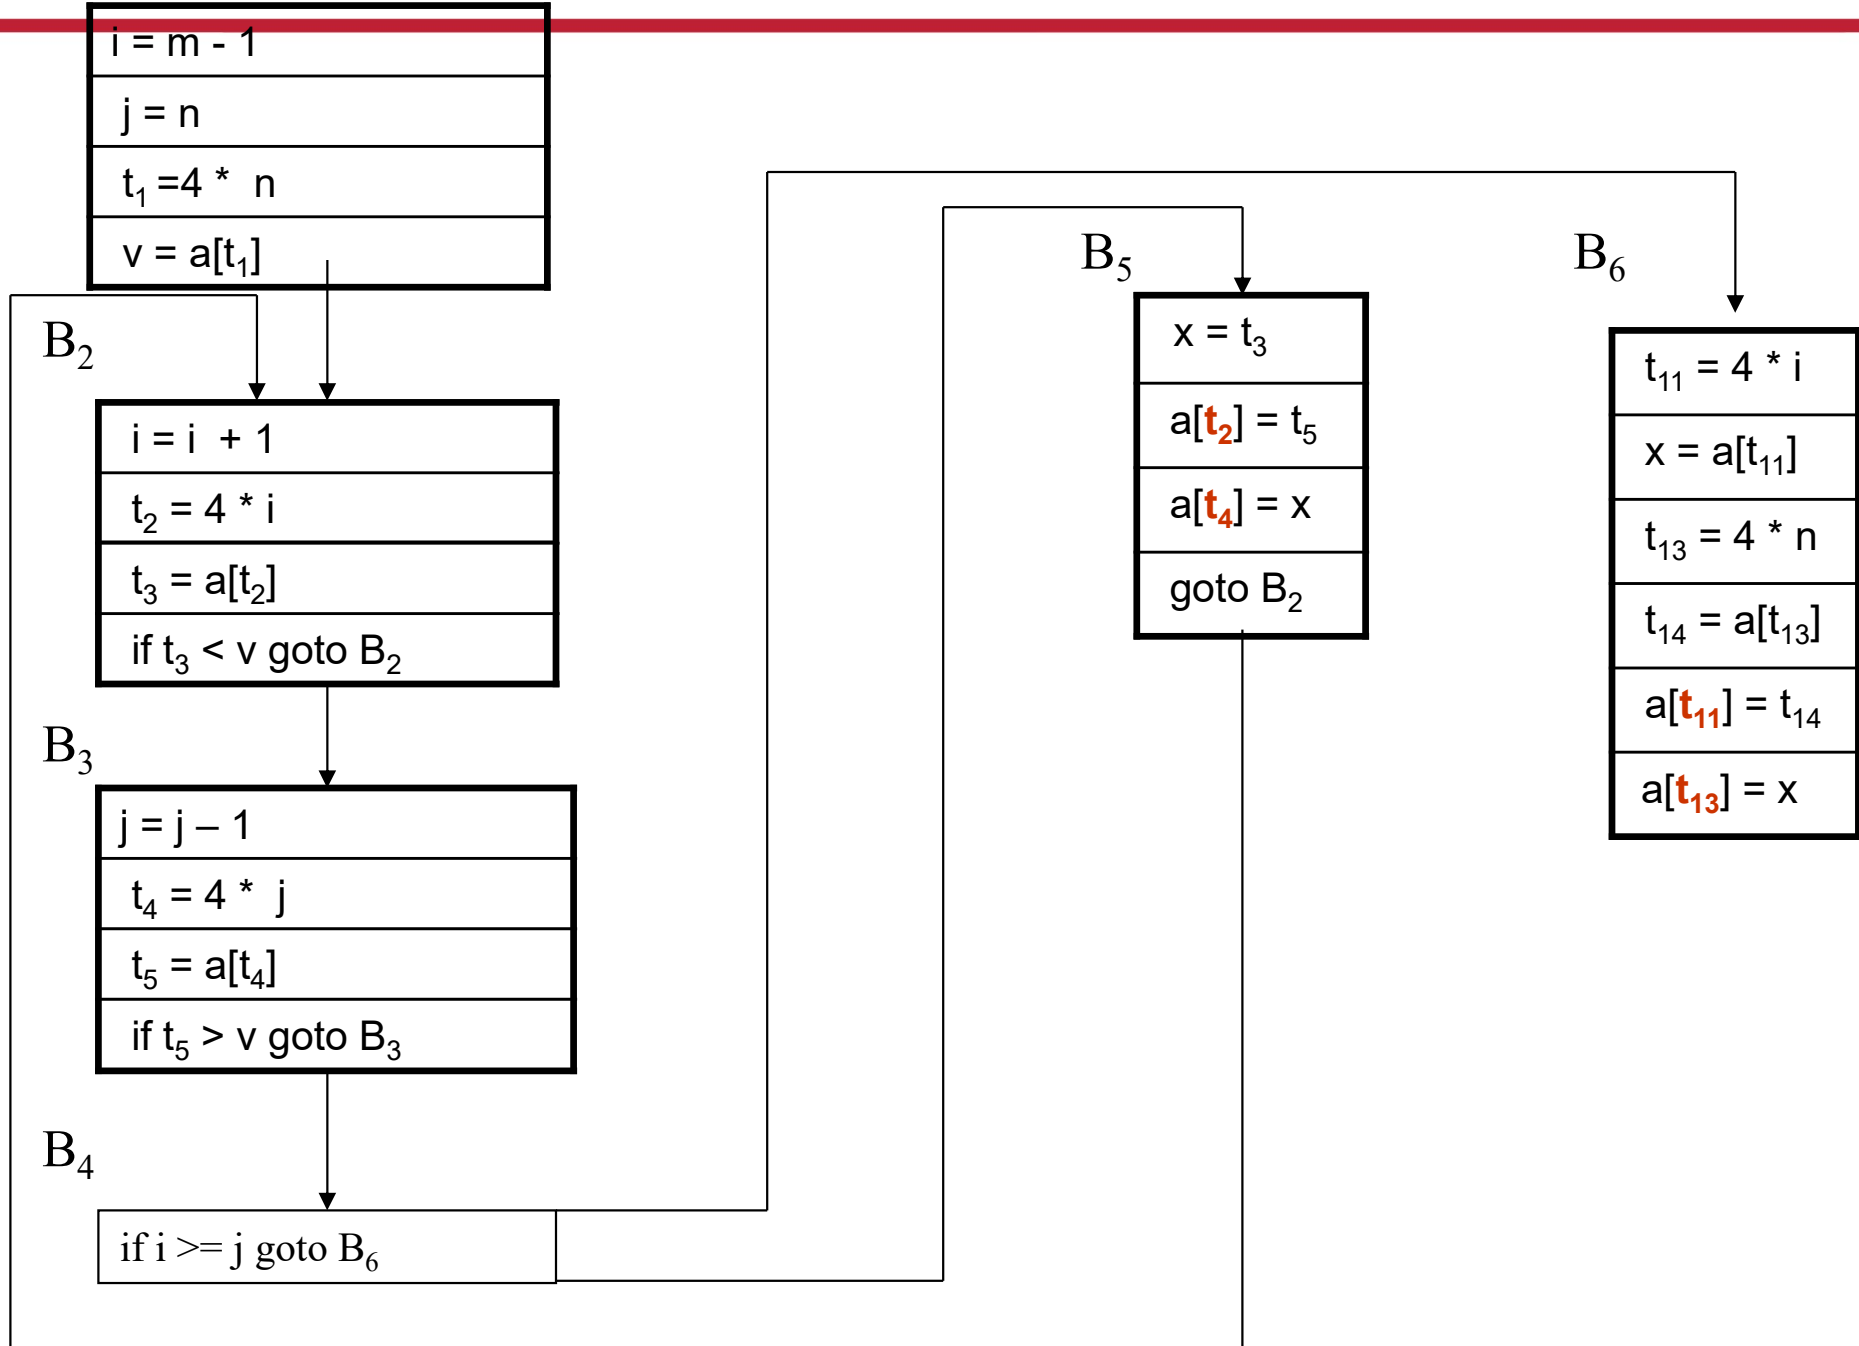 i = m - 1
j = n
t₁ =4 * n
v = a[t₁]
B₂
i = i + 1
t₂ = 4 * i
t₃ = a[t₂]
if t₃ < v goto B₂
B₃
j = j – 1
t₄ = 4 * j
t₅ = a[t₄]
if t₅ > v goto B₃
B₄
if i >= j goto B₆
B₅
x = t₃
a[t₂] = t₅
a[t₄] = x
goto B₂
B₆
t₁₁ = 4 * i
x = a[t₁₁]
t₁₃ = 4 * n
t₁₄ = a[t₁₃]
a[t₁₁] = t₁₄
a[t₁₃] = x